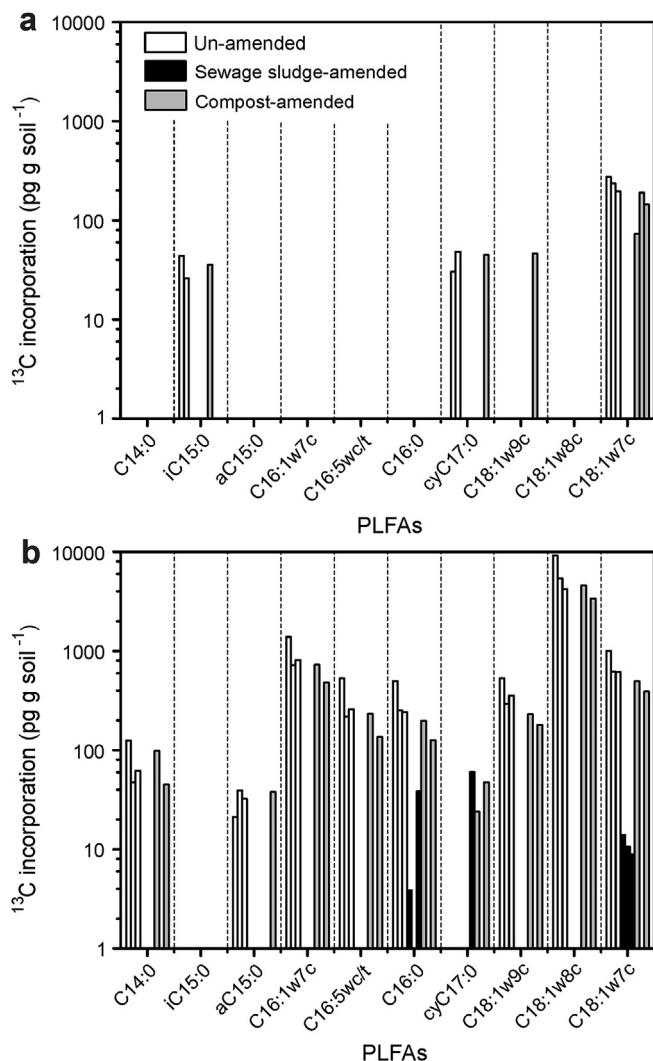 a
10000
1000
100
10
1
¹³C incorporation (pg g soil⁻¹)
Un-amended
Sewage sludge-amended
Compost-amended
C14:0
iC15:0
aC15:0
C16:1w7c
C16:5wc/t
C16:0
cyC17:0
C18:1w9c
C18:1w8c
C18:1w7c
PLFAs
b
10000
1000
100
10
1
¹³C incorporation (pg g soil⁻¹)
C14:0
iC15:0
aC15:0
C16:1w7c
C16:5wc/t
C16:0
cyC17:0
C18:1w9c
C18:1w8c
C18:1w7c
PLFAs